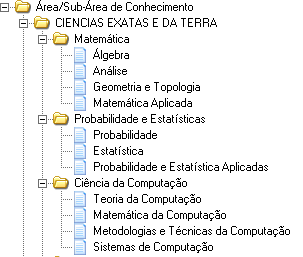 Área/Sub-Área de Conhecimento
CIENCIAS EXATAS E DA TERRA
Matemática
Álgebra
Análise
Geometria e Topologia
Matemática Aplicada
Probabilidade e Estatísticas
Probabilidade
Estatística
Probabilidade e Estatística Aplicadas
Ciência da Computação
Teoria da Computação
Matemática da Computação
Metodologias e Técnicas da Computação
Sistemas de Computação